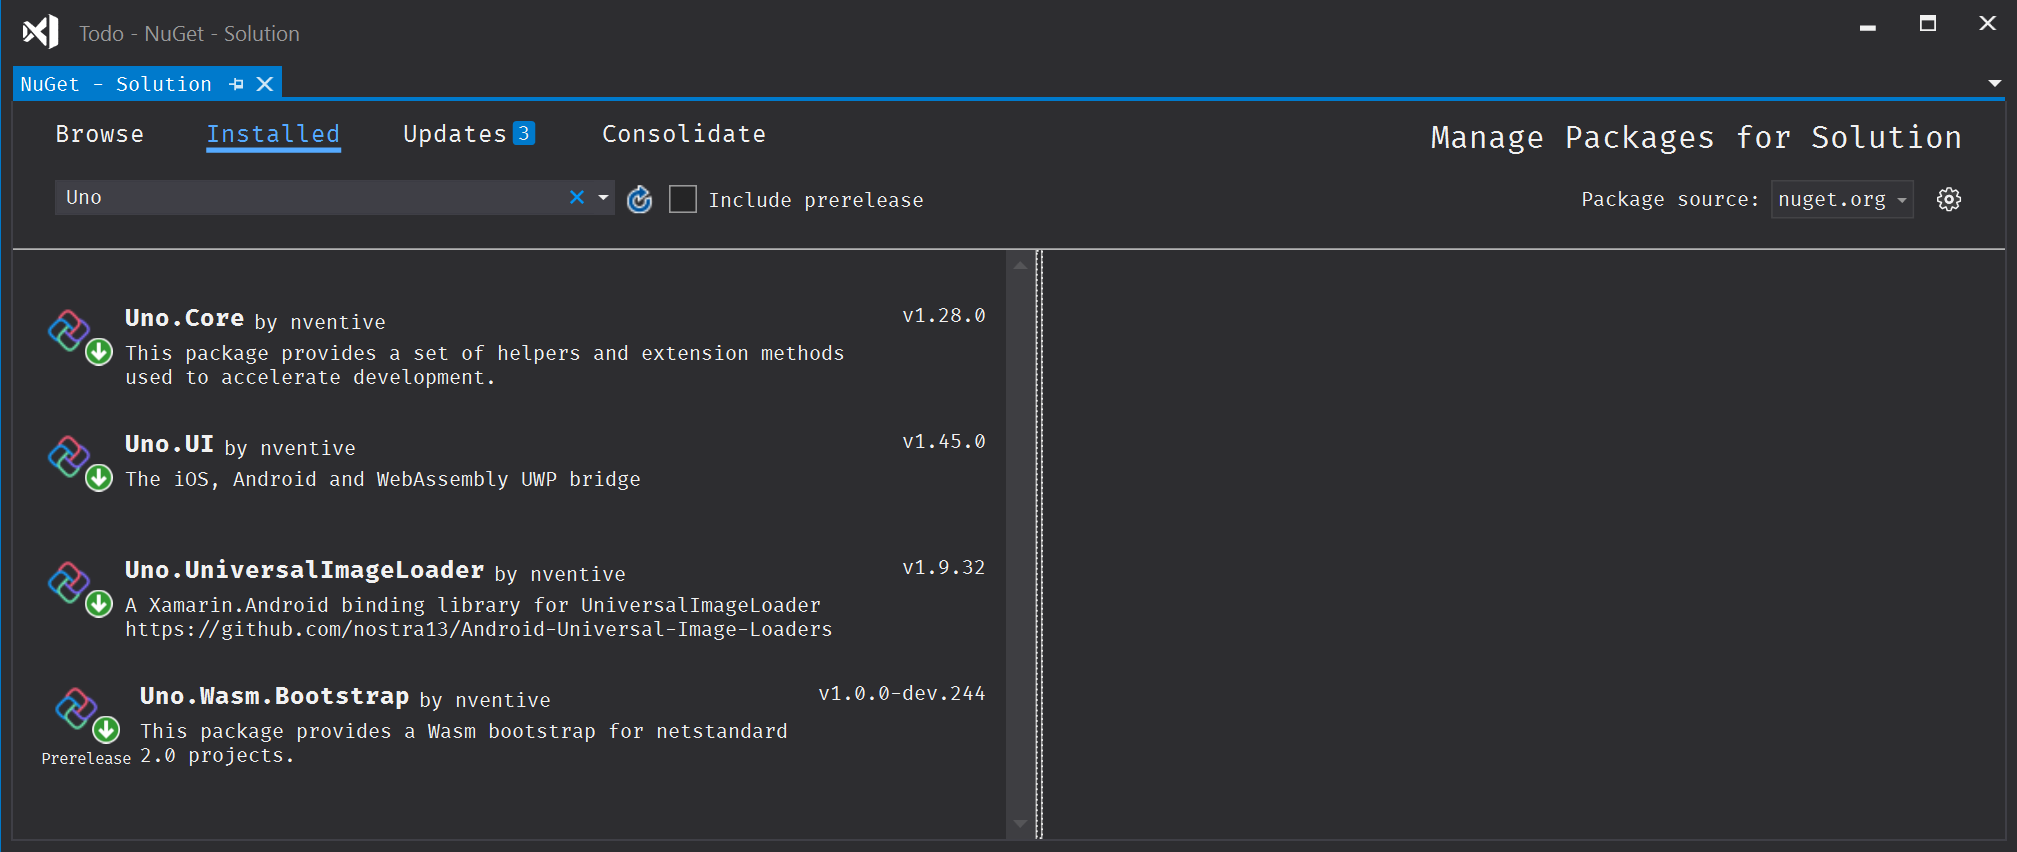 Todo - NuGet - Solution
NuGet - Solution
Browse Installed Updates 3 Consolidate
Manage Packages for Solution
Uno
Include prerelease
Package source: nuget.org
Uno.Core by nventive v1.28.0
This package provides a set of helpers and extension methods
used to accelerate development.
Uno.UI by nventive v1.45.0
The iOS, Android and WebAssembly UWP bridge
Uno.UniversalImageLoader by nventive v1.9.32
A Xamarin.Android binding library for UniversalImageLoader
https://github.com/nostra13/Android-Universal-Image-Loaders
Uno.Wasm.Bootstrap by nventive v1.0.0-dev.244
This package provides a Wasm bootstrap for netstandard
Prerelease 2.0 projects.